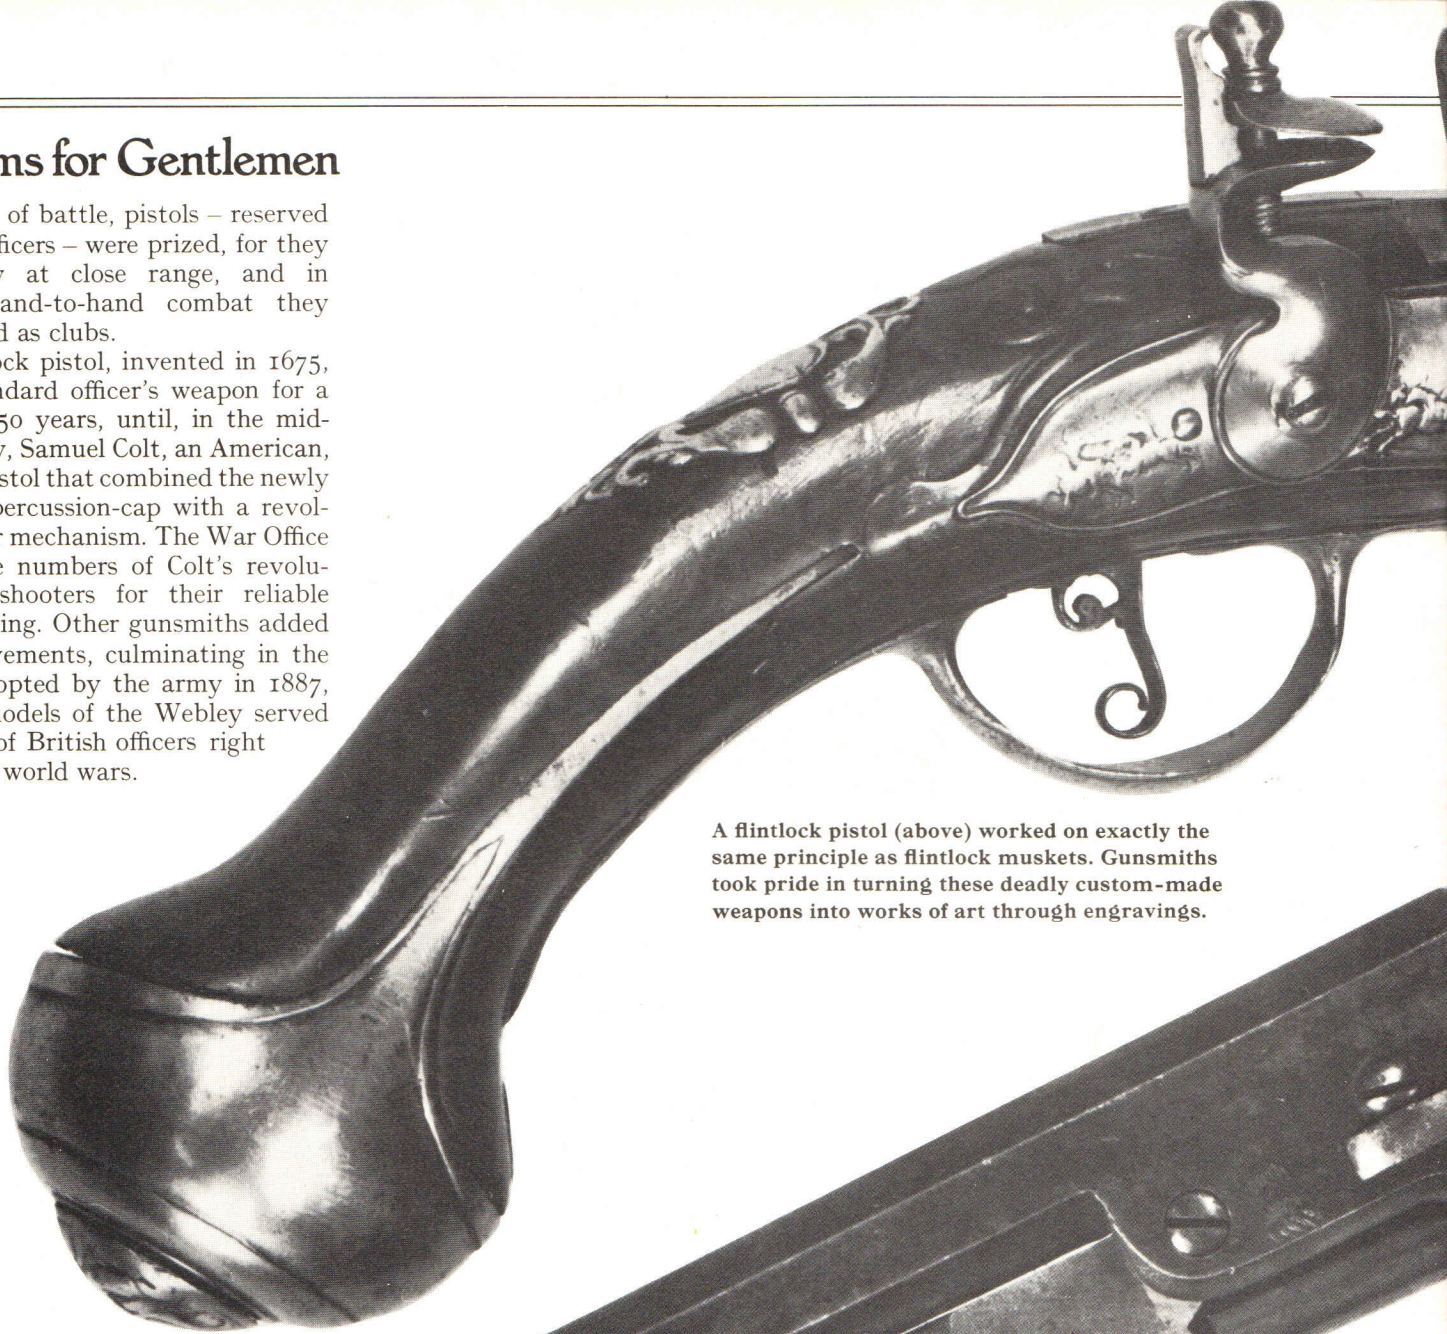 ms for Gentlemen
of battle, pistols – reserved
ficers – were prized, for they
at close range, and in
and-to-hand combat they
d as clubs.
ck pistol, invented in 1675,
ndard officer's weapon for a
50 years, until, in the mid-
y, Samuel Colt, an American,
stol that combined the newly
percussion-cap with a revol-
r mechanism. The War Office
e numbers of Colt's revolu-
shooters for their reliable
ing. Other gunsmiths added
vements, culminating in the
opted by the army in 1887,
odels of the Webley served
of British officers right
world wars.
A flintlock pistol (above) worked on exactly the
same principle as flintlock muskets. Gunsmiths
took pride in turning these deadly custom-made
weapons into works of art through engravings.